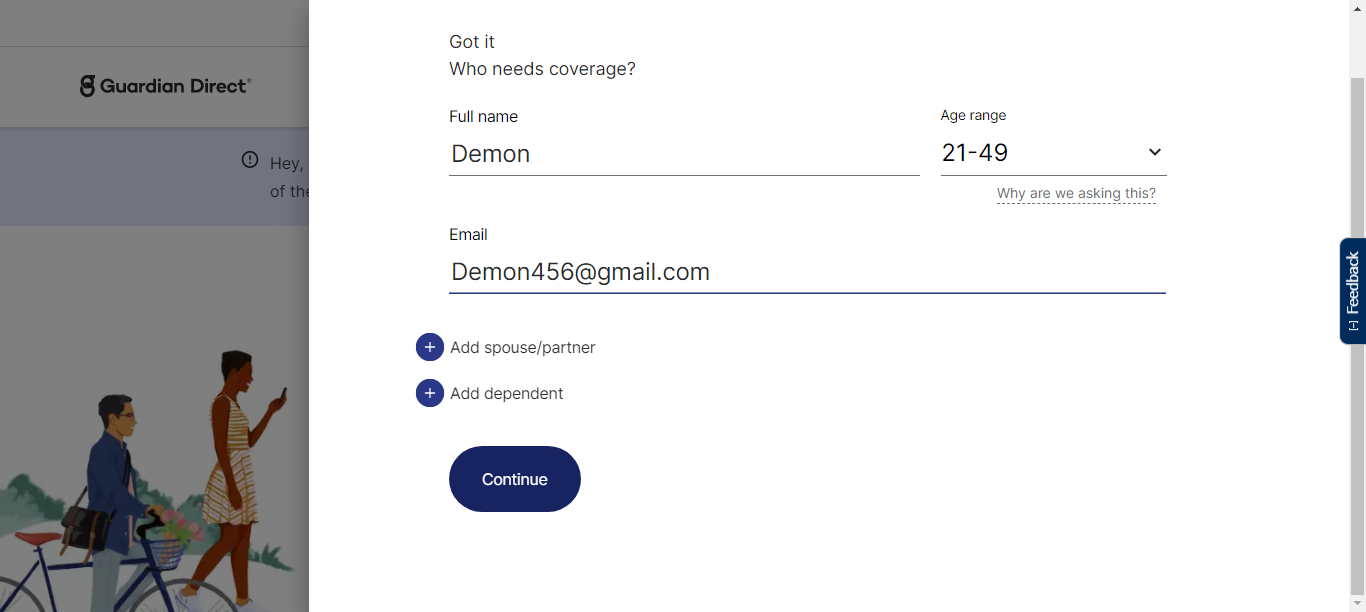 Guardian Direct®
Hey,
of the
Got it
Who needs coverage?
Full name
Demon
Age range
21-49
Why are we asking this?
Email
Demon456@gmail.com
+ Add spouse/partner
+ Add dependent
Continue
[-] Feedback